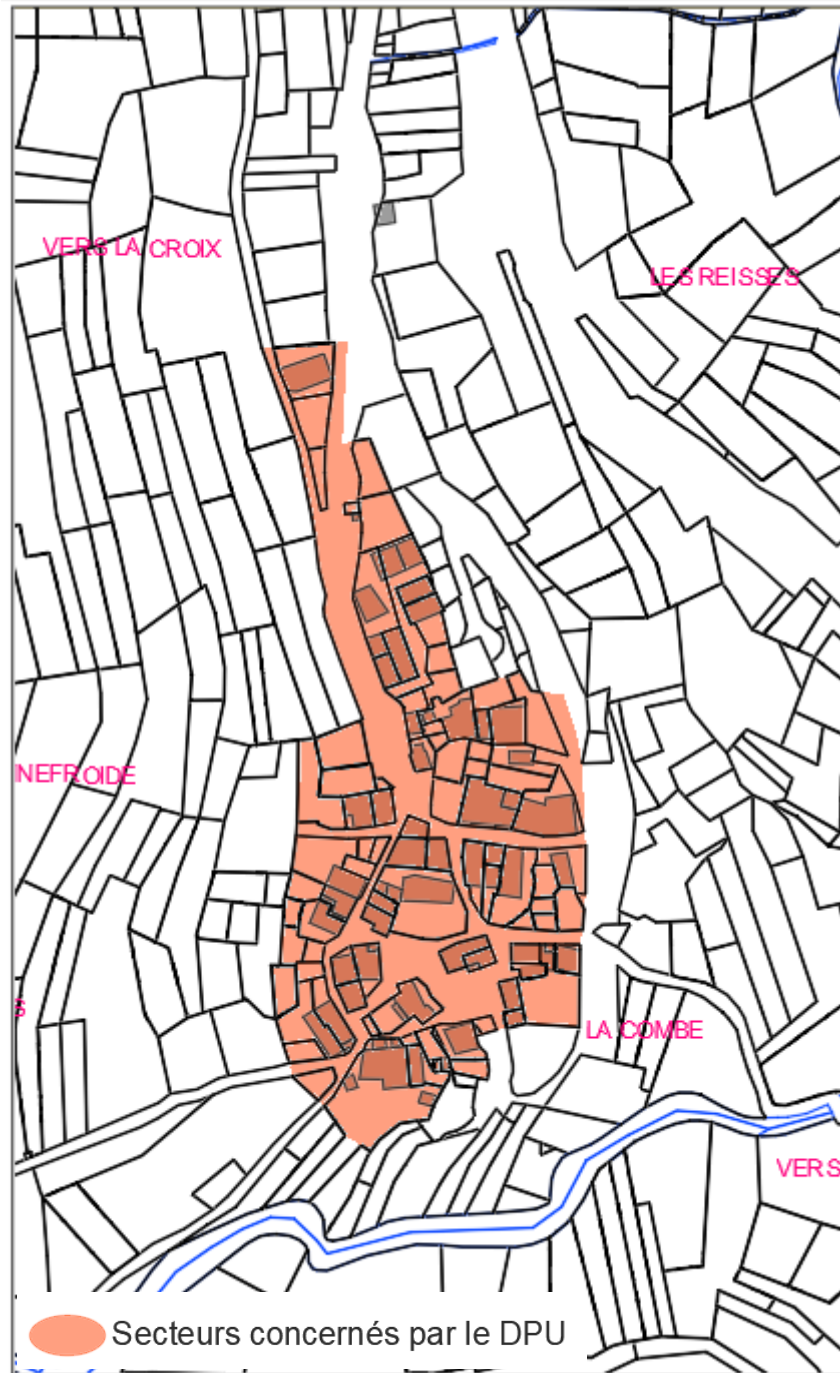 VERS LA CROIX
LES REISSES
NEFROIDE
S
LA COMBE
VERS
Secteurs concernés par le DPU